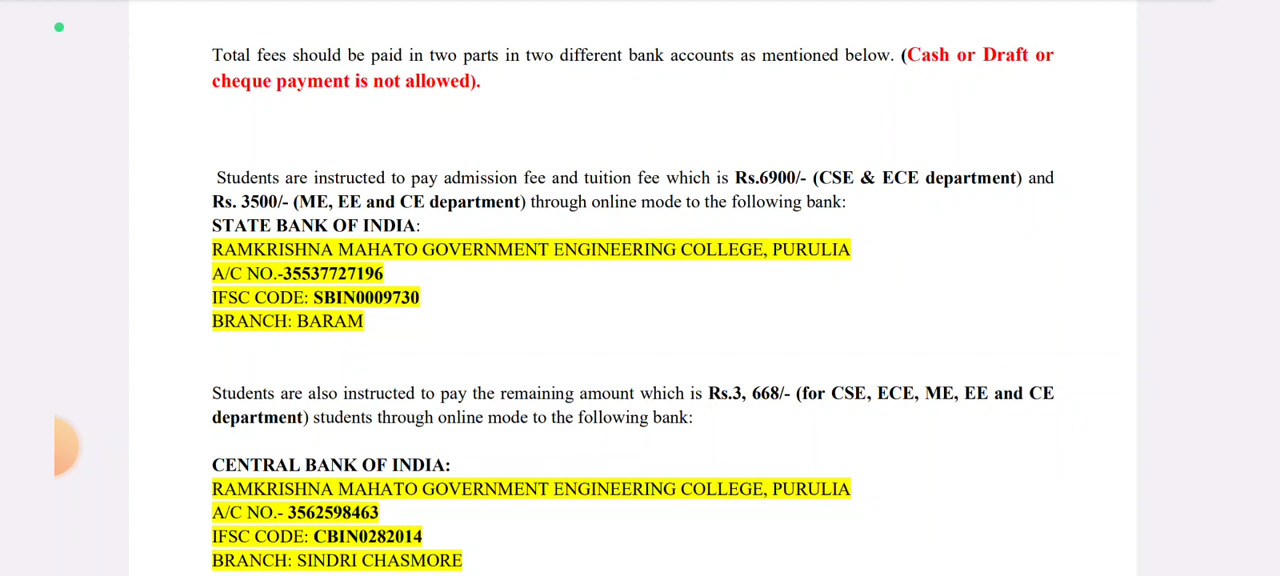 Total fees should be paid in two parts in two different bank accounts as mentioned below. (Cash or Draft or
cheque payment is not allowed).
Students are instructed to pay admission fee and tuition fee which is Rs.6900/- (CSE & ECE department) and
Rs. 3500/- (ME, EE and CE department) through online mode to the following bank:
STATE BANK OF INDIA:
RAMKRISHNA MAHATO GOVERNMENT ENGINEERING COLLEGE, PURULIA
A/C NO.-35537727196
IFSC CODE: SBIN0009730
BRANCH: BARAM
Students are also instructed to pay the remaining amount which is Rs.3, 668/- (for CSE, ECE, ME, EE and CE
department) students through online mode to the following bank:
CENTRAL BANK OF INDIA:
RAMKRISHNA MAHATO GOVERNMENT ENGINEERING COLLEGE, PURULIA
A/C NO.- 3562598463
IFSC CODE: CBIN0282014
BRANCH: SINDRI CHASMORE